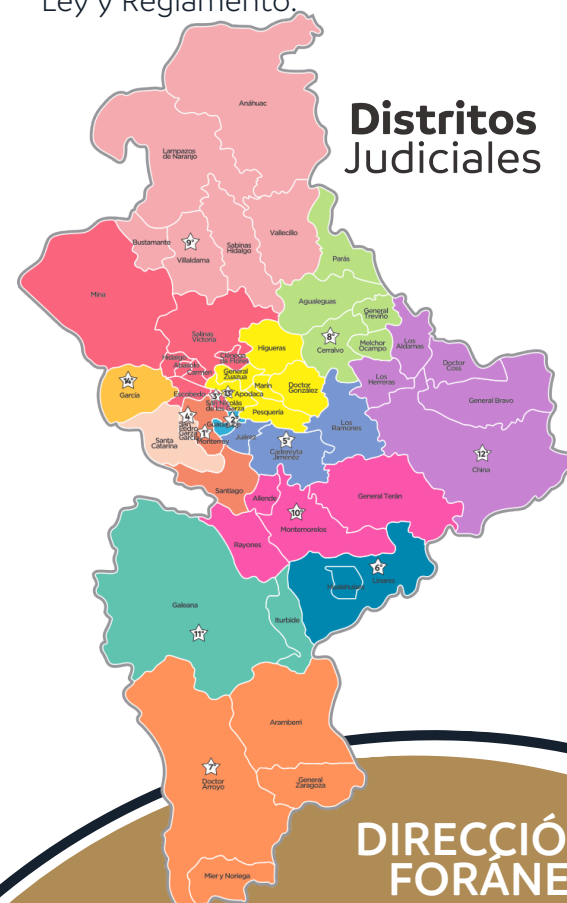 Ley y Reglamento.
Distritos
Judiciales
Anáhuac
Lampazos
de Naranjo
Bustamante
9°
Villaldama
Sabinas
Hidalgo
Vallecillo
Parás
Mina
Agualeguas
General
Treviño
8°
Cerralvo
Melchor
Ocampo
Los
Aldamas
Doctor
Coss
Los
Herreras
General Bravo
Salinas
Victoria
Higueras
Ciénega
de Flores
Hidalgo
Abasolo
Carmen
General
Zuazua
Marín
Doctor
González
14°
García
Escobedo
Apodaca
San Nicolás
de los Garza
Pesquería
4°
San
Pedro
Garza
García
1°
Monterrey
2°
Santa
Catarina
Juárez
5°
Cadereyta
Jiménez
Los
Ramones
12°
China
Santiago
Allende
General Terán
10°
Montemorelos
Rayones
6°
Linares
Galeana
11°
Iturbide
Aramberri
7°
Doctor
Arroyo
General
Zaragoza
Mier y Noriega
DIRECCIÓ
FORÁNE